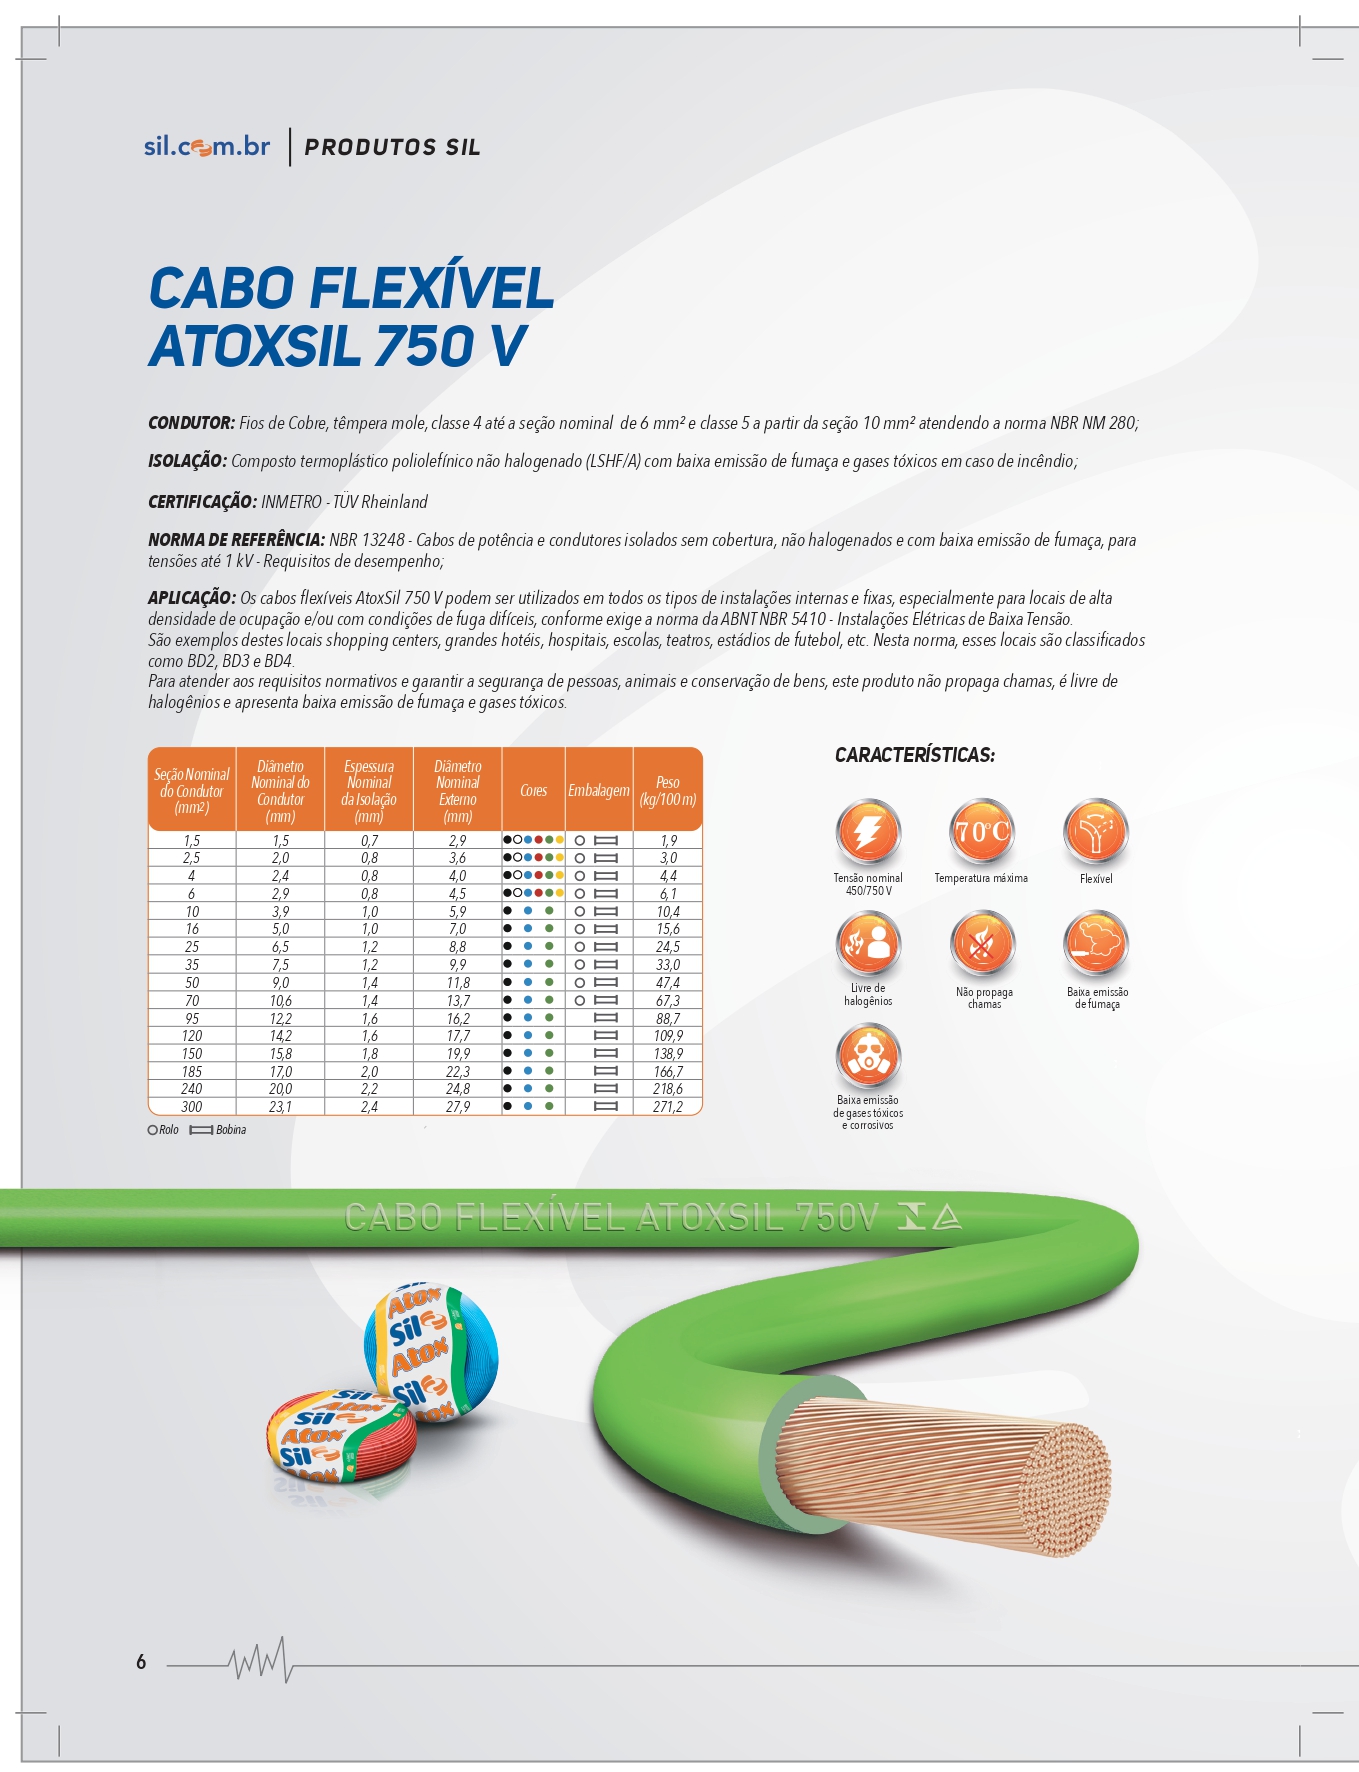 sil.com.br | PRODUTOS SIL
CABO FLEXÍVEL
ATOXSIL 750 V
CONDUTOR: Fios de Cobre, têmpera mole, classe 4 até a seção nominal de 6 mm² e classe 5 a partir da seção 10 mm² atendendo a norma NBR NM 280;
ISOLAÇÃO: Composto termoplástico poliolefínico não halogenado (LSHF/A) com baixa emissão de fumaça e gases tóxicos em caso de incêndio;
CERTIFICAÇÃO: INMETRO - TÜV Rheinland
NORMA DE REFERÊNCIA: NBR 13248 - Cabos de potência e condutores isolados sem cobertura, não halogenados e com baixa emissão de fumaça, para
tensões até 1 kV - Requisitos de desempenho;
APLICAÇÃO: Os cabos flexíveis AtoxSil 750 V podem ser utilizados em todos os tipos de instalações internas e fixas, especialmente para locais de alta
densidade de ocupação e/ou com condições de fuga difíceis, conforme exige a norma da ABNT NBR 5410 - Instalações Elétricas de Baixa Tensão.
São exemplos destes locais shopping centers, grandes hotéis, hospitais, escolas, teatros, estádios de futebol, etc. Nesta norma, esses locais são classificados
como BD2, BD3 e BD4.
Para atender aos requisitos normativos e garantir a segurança de pessoas, animais e conservação de bens, este produto não propaga chamas, é livre de
halogênios e apresenta baixa emissão de fumaça e gases tóxicos.
Seção Nominal do Condutor (mm2) Diâmetro Nominal do Condutor (mm) Espessura Nominal da Isolação (mm) Diâmetro Nominal Externo (mm) Cores Embalagem Peso (kg/100 m)
1,5 1,5 0,7 2,9 1,9
2,5 2,0 0,8 3,6 3,0
4 2,4 0,8 4,0 4,4
6 2,9 0,8 4,5 6,1
10 3,9 1,0 5,9 10,4
16 5,0 1,0 7,0 15,6
25 6,5 1,2 8,8 24,5
35 7,5 1,2 9,9 33,0
50 9,0 1,4 11,8 47,4
70 10,6 1,4 13,7 67,3
95 12,2 1,6 16,2 88,7
120 14,2 1,6 17,7 109,9
150 15,8 1,8 19,9 138,9
185 17,0 2,0 22,3 166,7
240 20,0 2,2 24,8 218,6
300 23,1 2,4 27,9 271,2
Rolo Bobina
CARACTERÍSTICAS:
70°C
Tensão nominal
450/750 V
Temperatura máxima
Flexível
Livre de
halogênios
Não propaga
chamas
Baixa emissão
de fumaça
Baixa emissão
de gases tóxicos
e corrosivos
CABO FLEXÍVEL ATOXSIL 750V
Sil
Atox
Sil
Atox
Sil
Atox
Sil
Sil
Atox
Sil
Atox
6